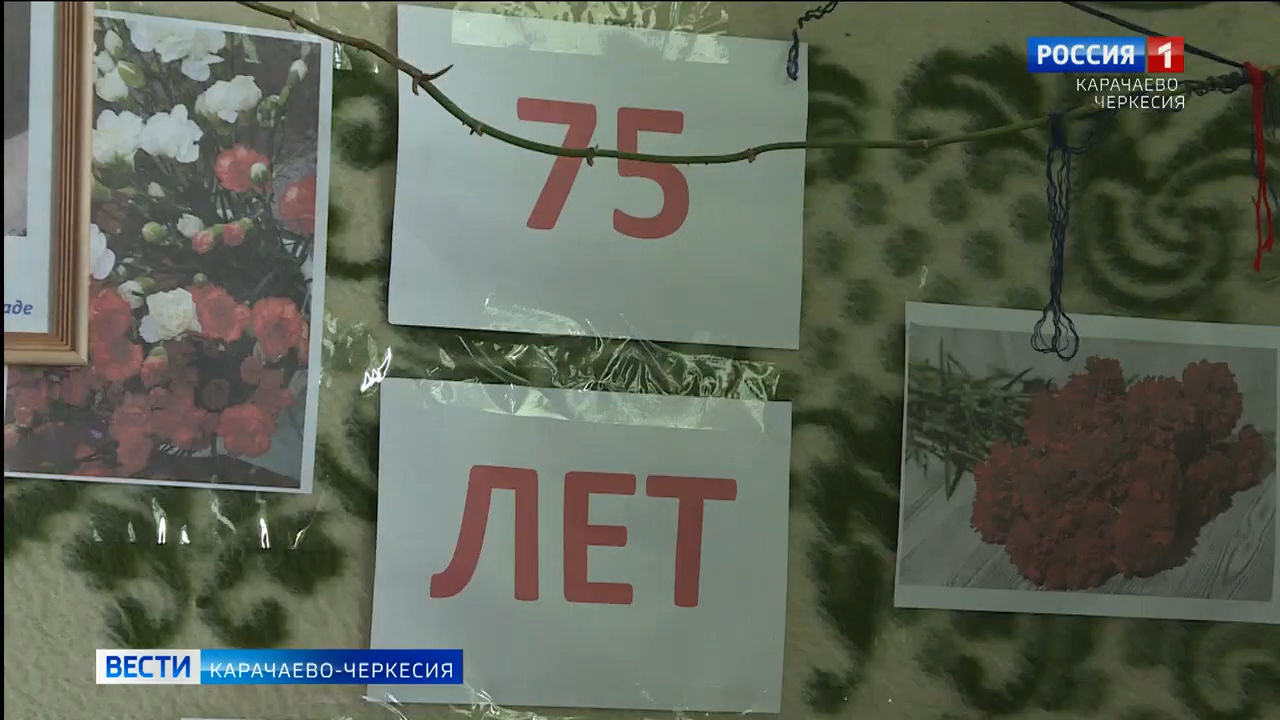 РОССИЯ 1
КАРАЧАЕВО
ЧЕРКЕСИЯ
75
ЛЕТ
ВЕСТИ КАРАЧАЕВО-ЧЕРКЕСИЯ